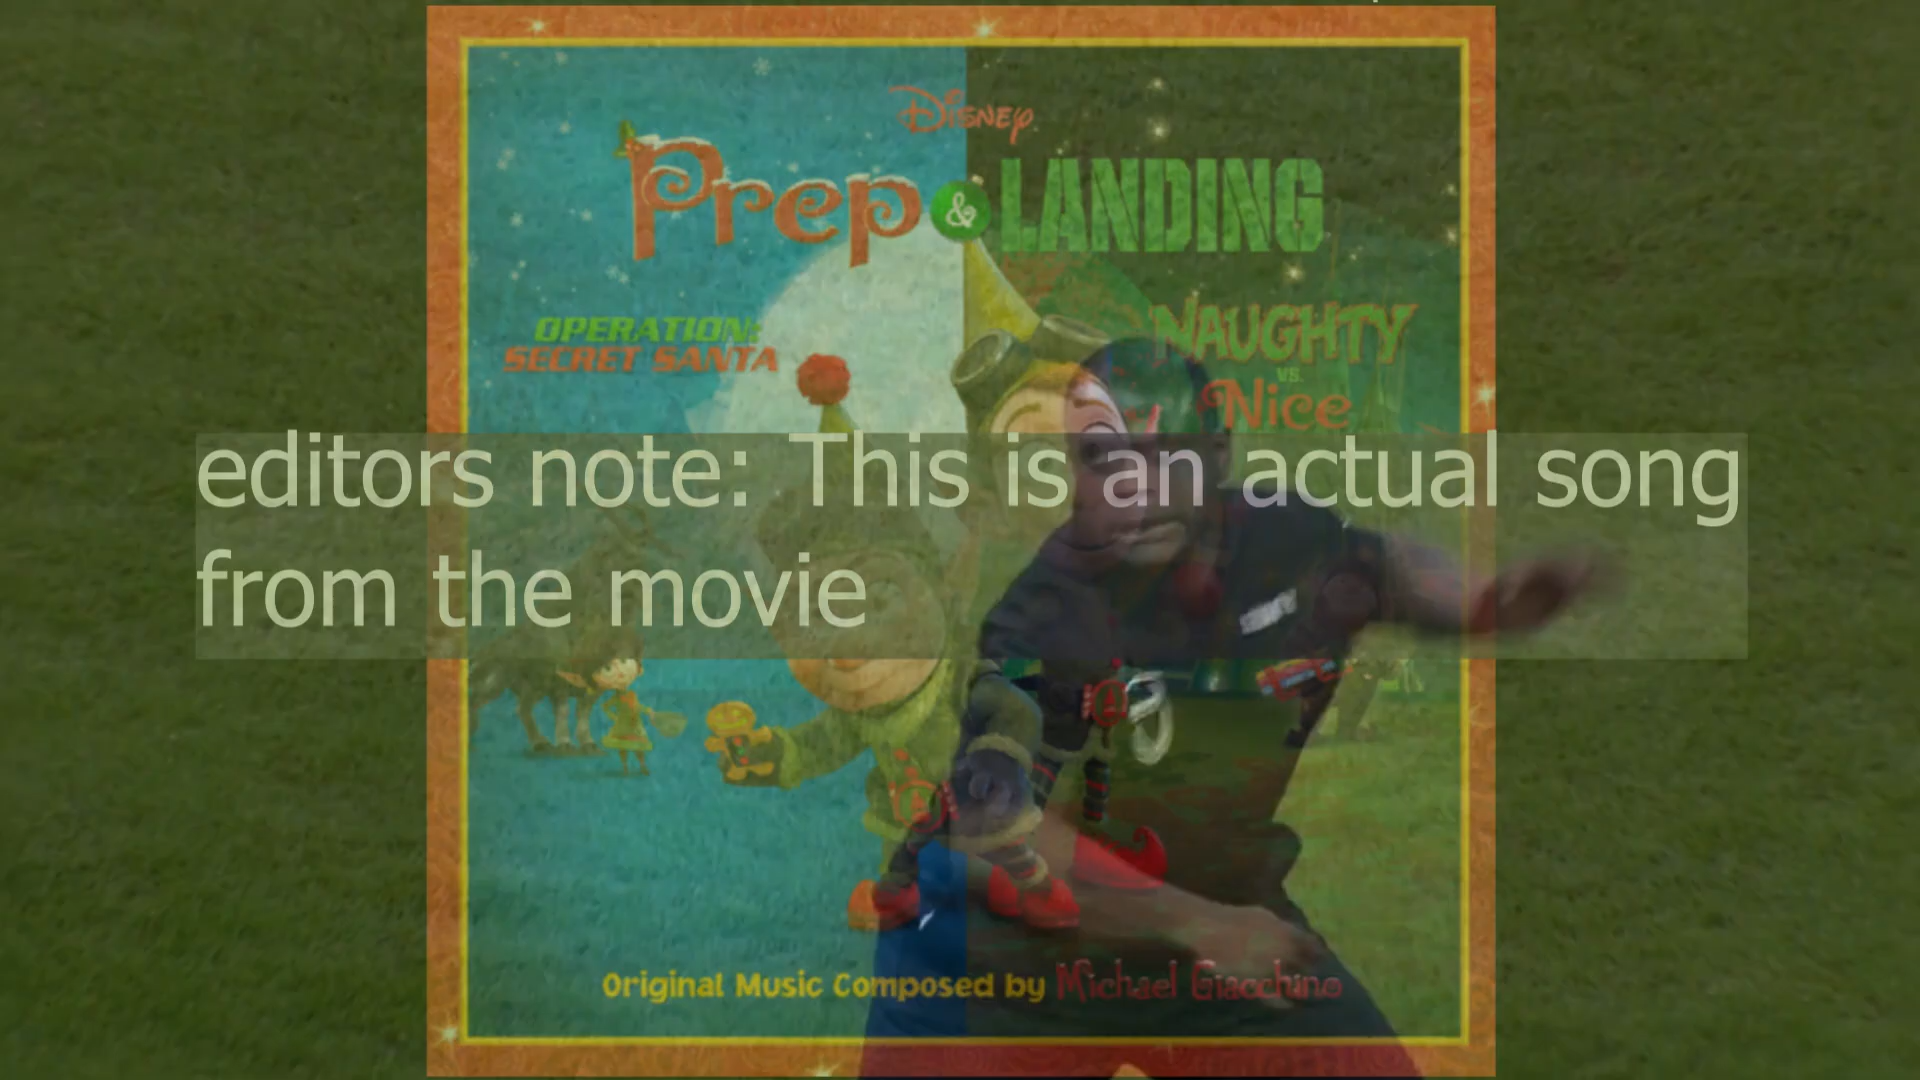 Disney
Prep & LANDING
OPERATION:
SECRET SANTA
NAUGHTY
VS.
Nice
editors note: This is an actual song
from the movie
Original Music Composed by Michael Giacchino